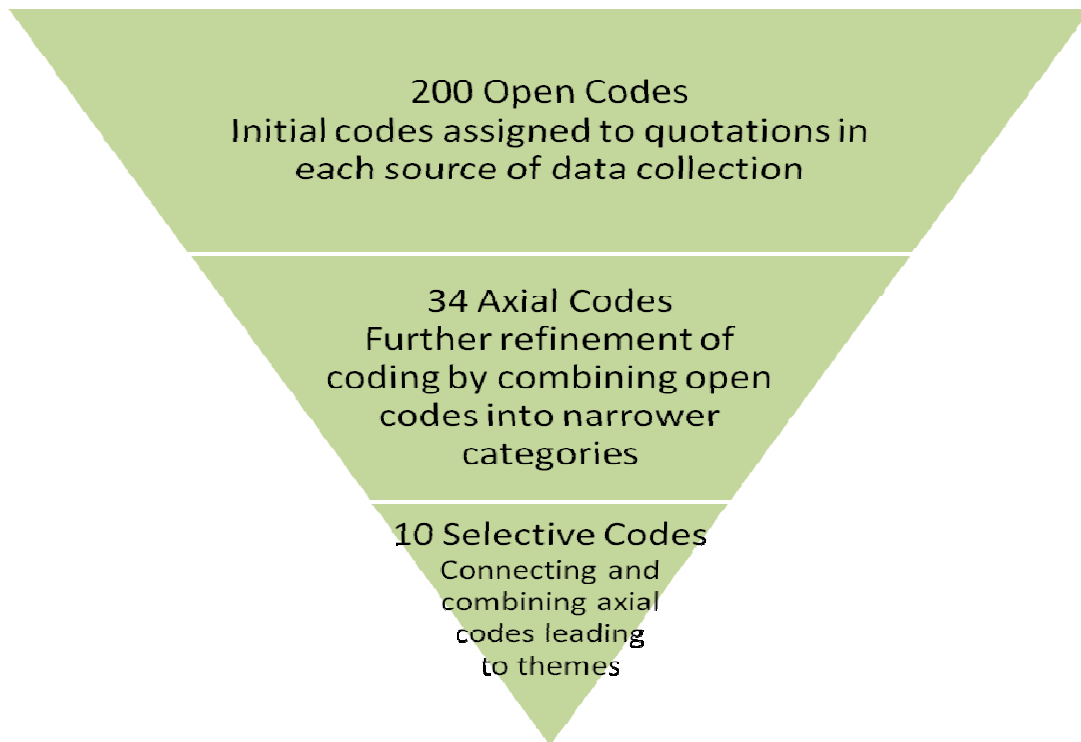 200 Open Codes
Initial codes assigned to quotations in
each source of data collection
34 Axial Codes
Further refinement of
coding by combining open
codes into narrower
categories
10 Selective Codes
Connecting and
combining axial
codes leading
to themes